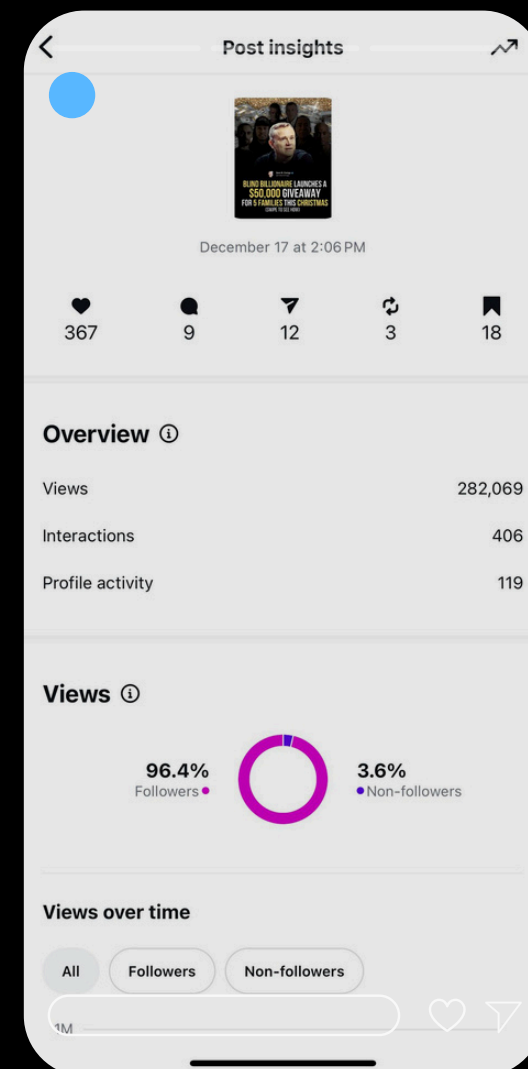 Post insights
BLIND BILLIONAIRE LAUNCHES A
$50,000 GIVEAWAY
FOR 5 FAMILIES THIS CHRISTMAS
December 17 at 2:06 PM
367 9 12 3 18
Overview
Views 282,069
Interactions 406
Profile activity 119
Views
96.4% 3.6%
Followers Non-followers
Views over time
All Followers Non-followers
1M